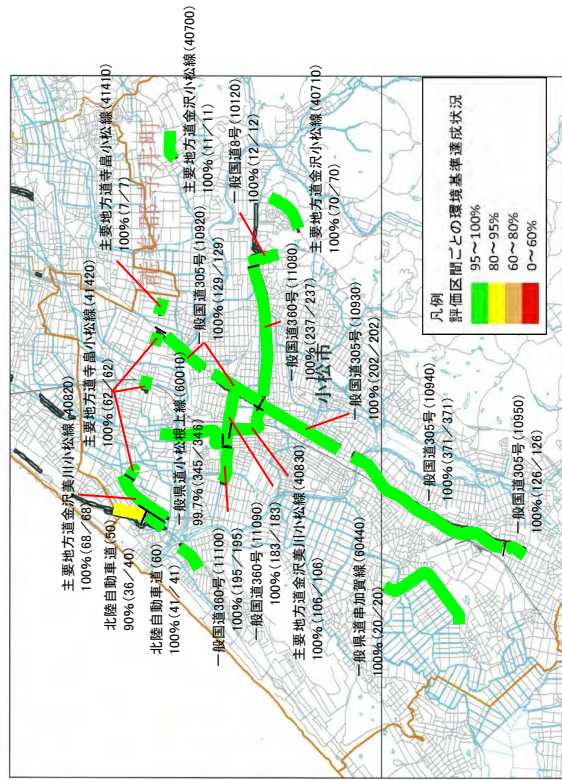 主要地方道金沢美川小松線(40820)
100%(68/68)
北陸自動車道(50)
90%(36/40)
北陸自動車道(60)
100%(41/41)
一般国道360号(11100)
100%(195/195)
一般国道360号(11090)
100%(183/183)
主要地方道金沢美川小松線(40830)
100%(106/106)
一般県道串加賀線(60440)
100%(20/20)
主要地方道寺畠小松線(41420)
100%(62/62)
一般県道小松根上線(60010)
99.7%(345/346)
主要地方道寺畠小松線(41410)
100%(7/7)
一般国道305号(10920)
100%(129/129)
主要地方道金沢小松線(40700)
100%(11/11)
一般国道8号(10120)
100%(12/12)
主要地方道金沢小松線(40710)
100%(70/70)
一般国道360号(11080)
100%(237/237)
小松市
一般国道305号(10930)
100%(202/202)
一般国道305号(10940)
100%(371/371)
一般国道305号(10950)
100%(126/126)
凡例
評価区間ごとの環境基準達成状況
95～100%
80～95%
60～80%
0～60%